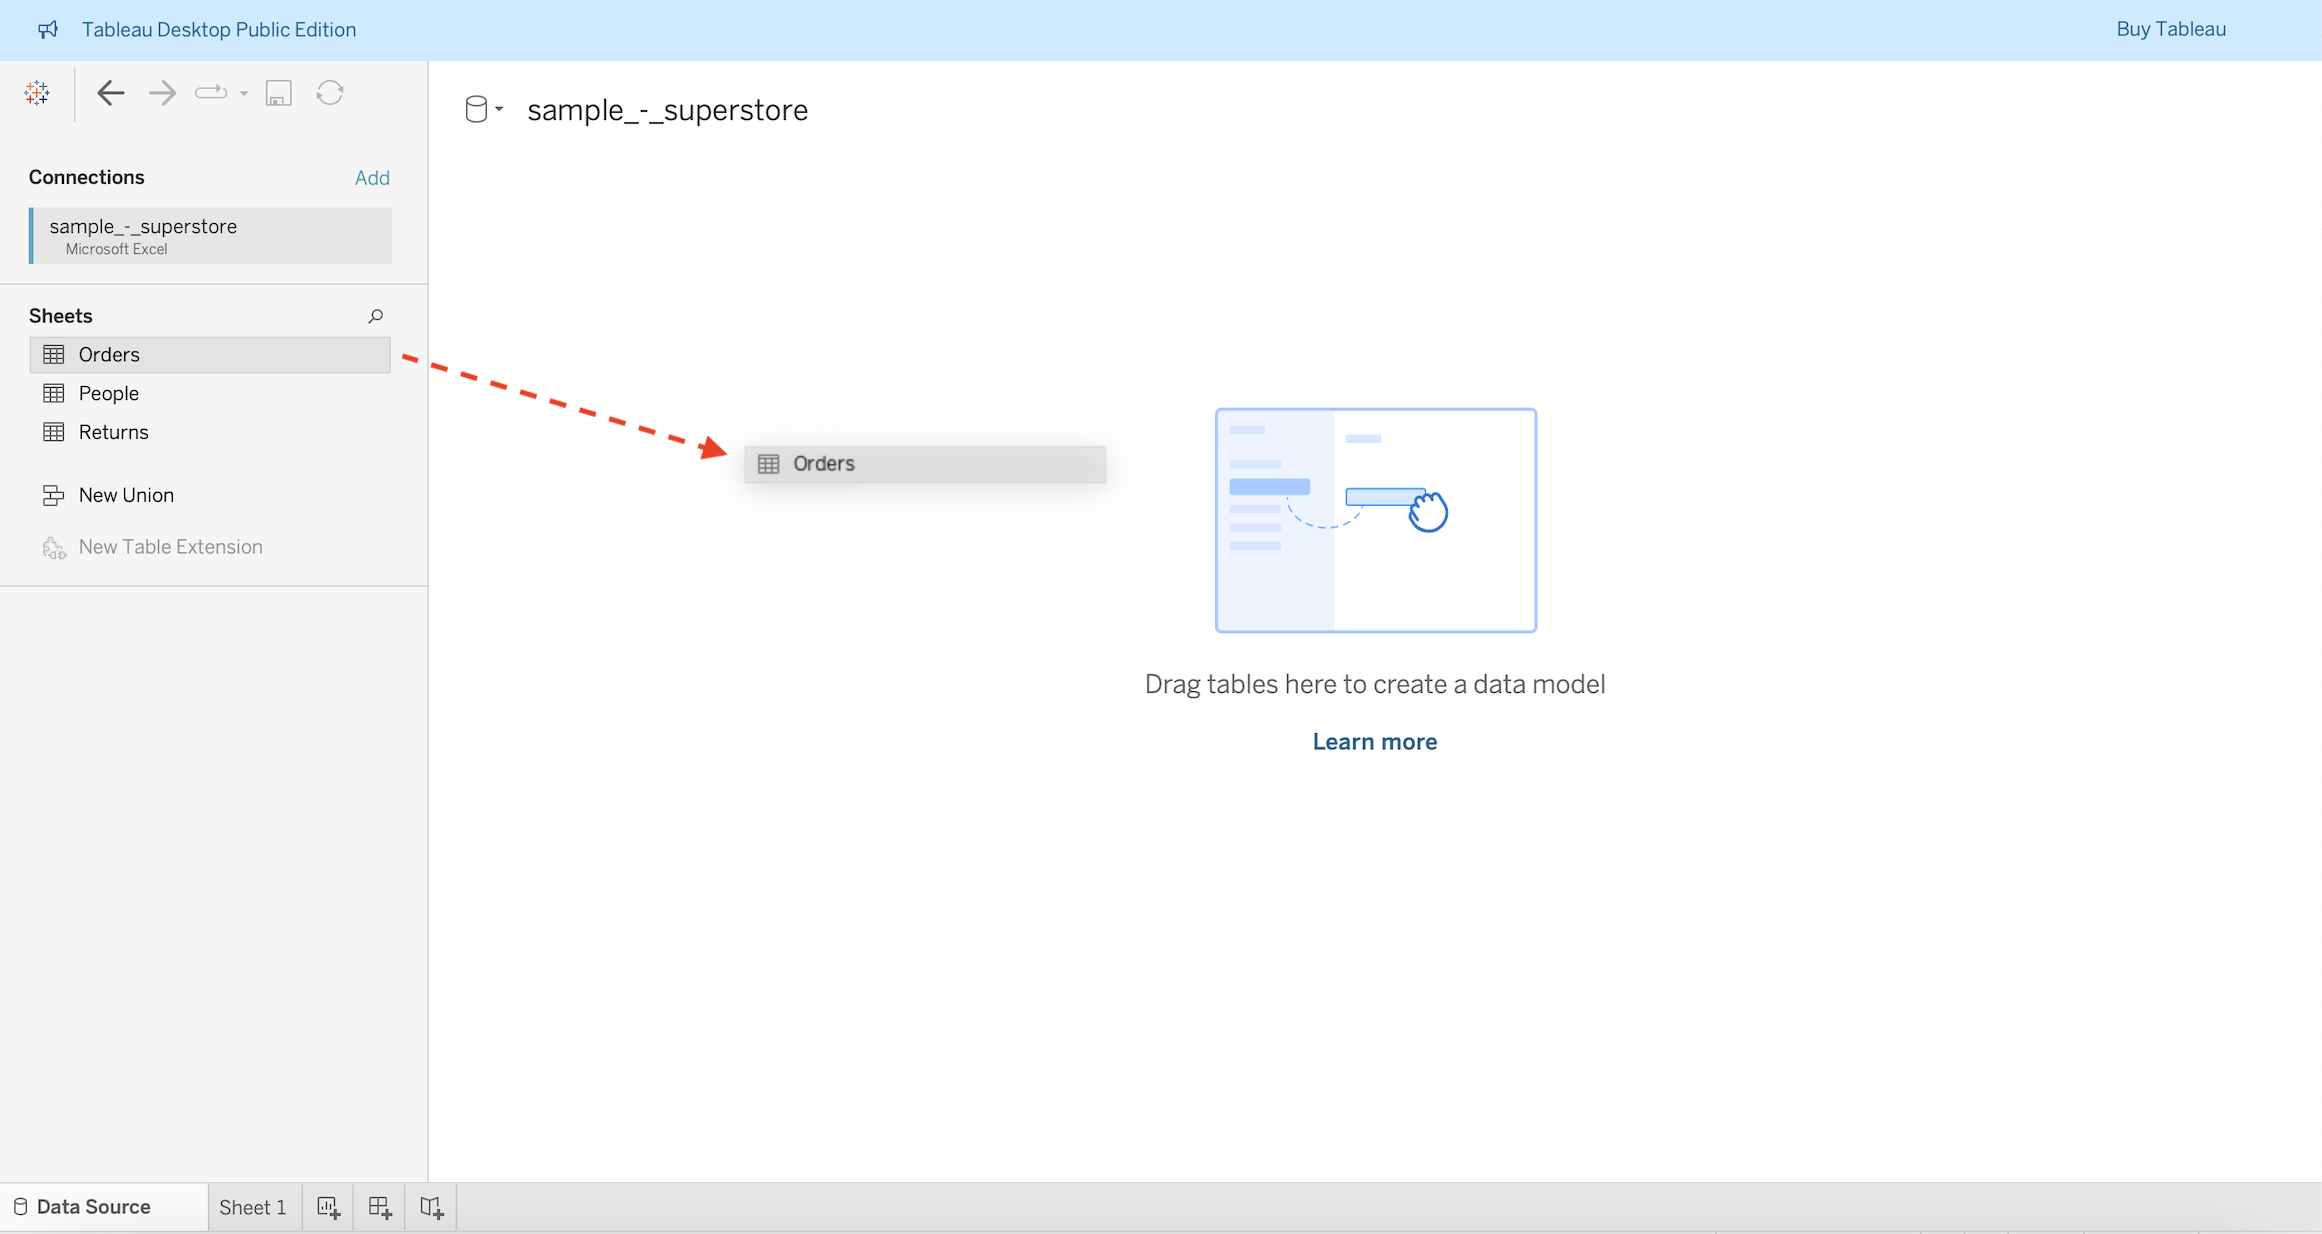 Tableau Desktop Public Edition
Buy Tableau
sample_-_superstore
Connections
Add
sample_-_superstore
Microsoft Excel
Sheets
Orders
People
Returns
New Union
New Table Extension
Orders
Drag tables here to create a data model
Learn more
Data Source
Sheet 1